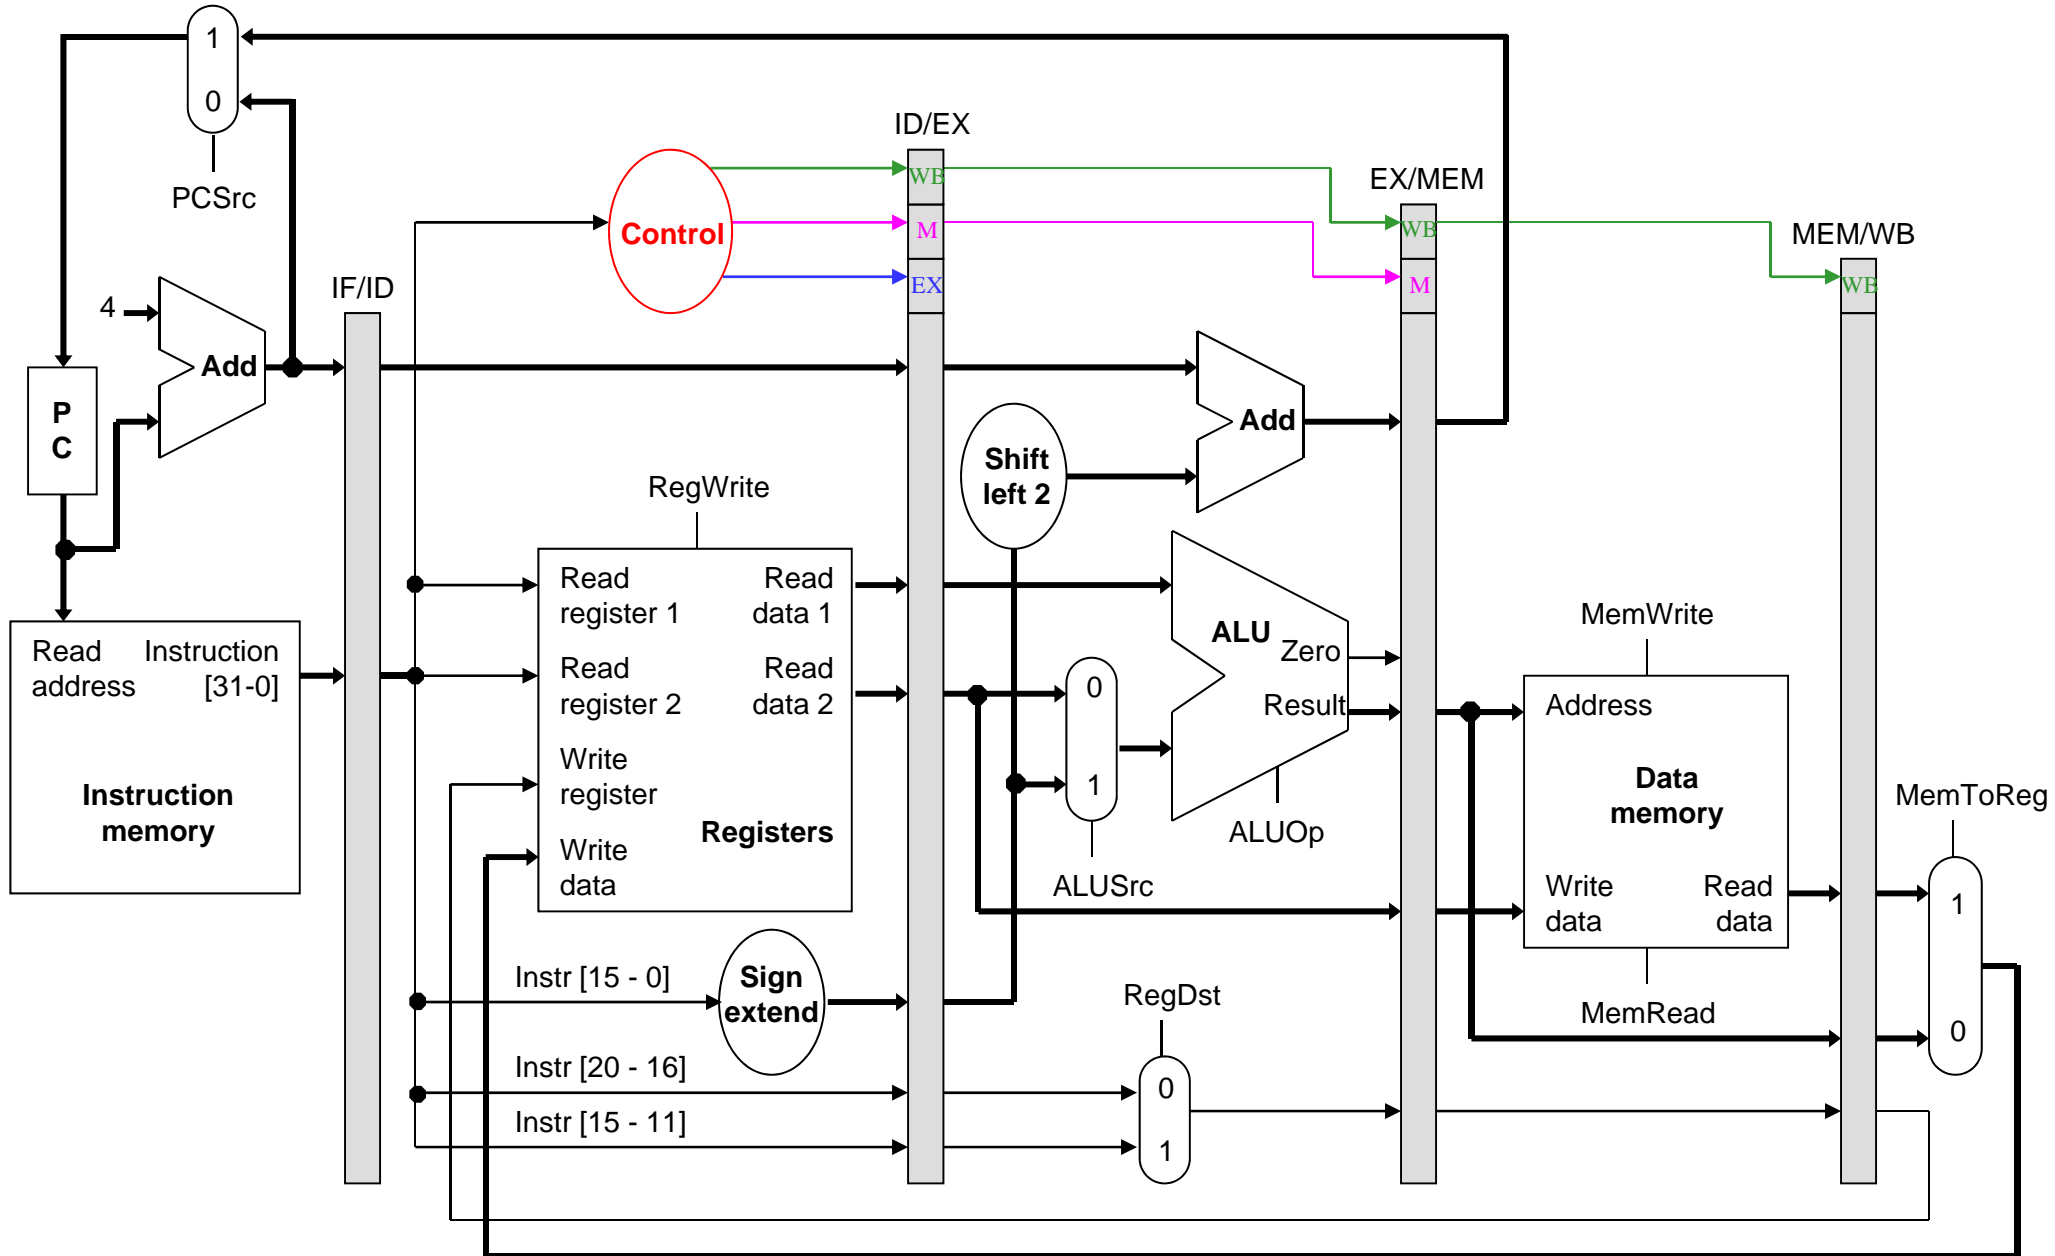 1
0
PCSrc
ID/EX
WB
M
EX
Control
EX/MEM
WB
M
MEM/WB
WB
IF/ID
4
Add
P
C
Add
Shift
left 2
RegWrite
Read
address
Instruction
[31-0]
Instruction
memory
Read
register 1
Read
data 1
Read
register 2
Read
data 2
Write
register
Write
data
Registers
0
1
ALUSrc
ALU
Zero
Result
ALUOp
MemWrite
Address
Data
memory
Write
data
Read
data
MemRead
MemToReg
1
0
Instr [15 - 0]
Sign
extend
RegDst
Instr [20 - 16]
Instr [15 - 11]
0
1